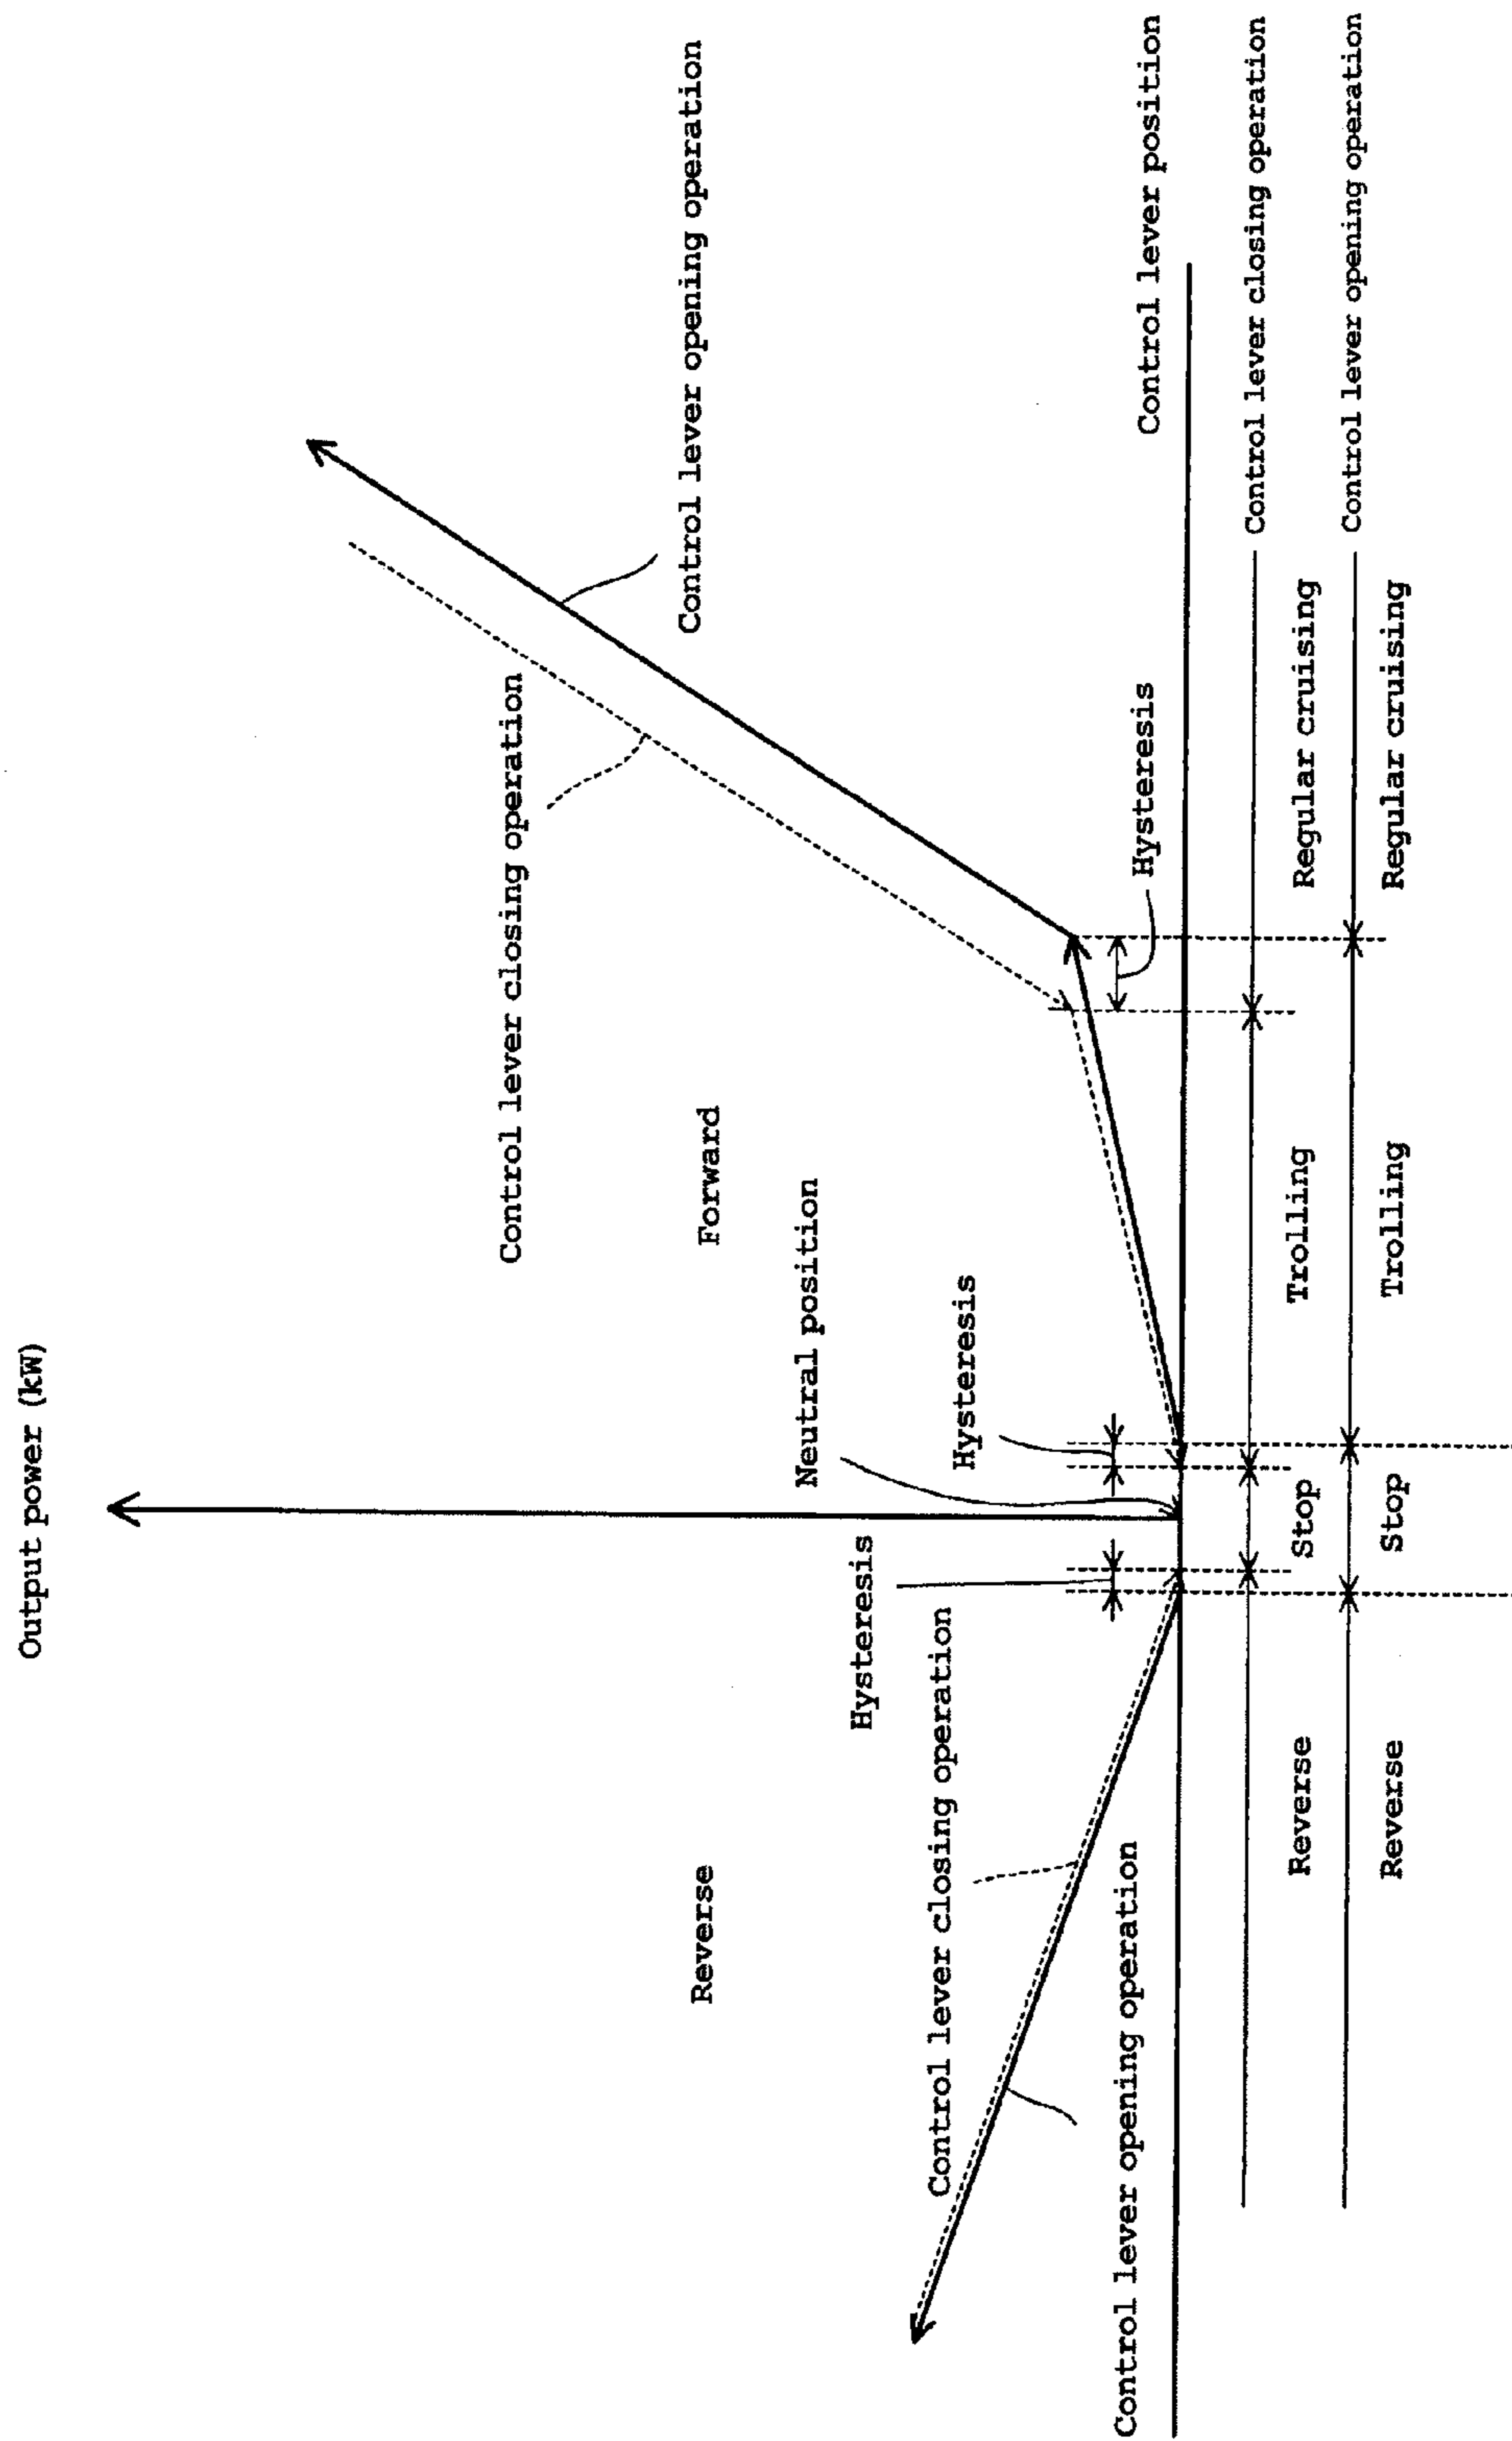 Output power (kW)
Control lever opening operation
Control lever closing operation
Forward
Reverse
Neutral position
Hysteresis
Hysteresis
Control lever closing operation
Control lever opening operation
Hysteresis
Control lever position
Control lever closing operation
Reverse
Stop
Trolling
Regular cruising
Control lever opening operation
Reverse
Stop
Trolling
Regular cruising